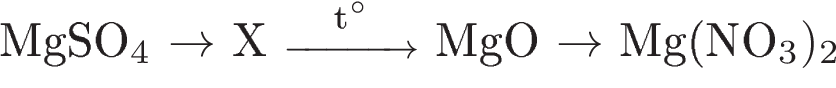 MgSO₄ → X —t°→ MgO → Mg(NO₃)₂